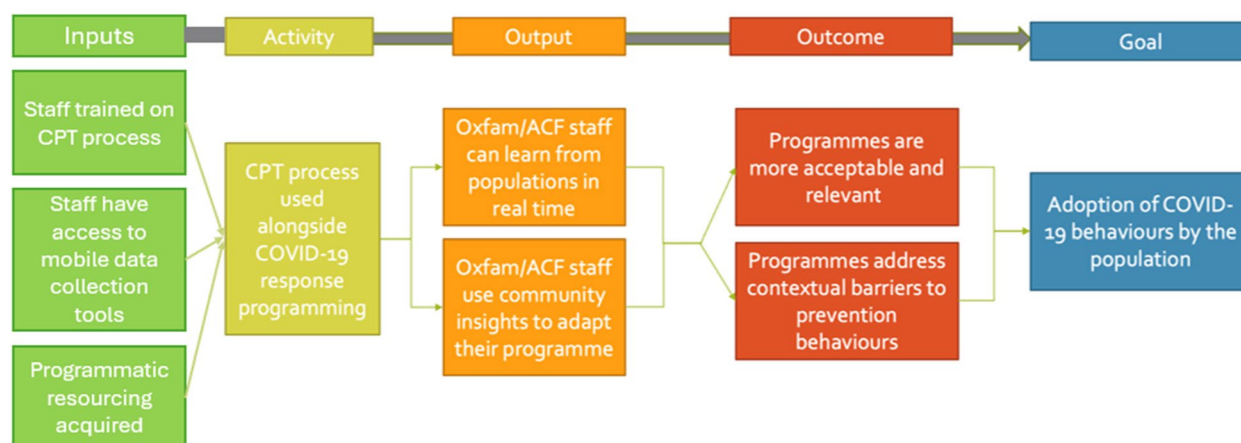 Inputs
Activity
Output
Outcome
Goal
Staff trained on
CPT process
Staff have
access to
mobile data
collection
tools
Programmatic
resourcing
acquired
CPT process
used
alongside
COVID-19
response
programming
Oxfam/ACF staff
can learn from
populations in
real time
Oxfam/ACF staff
use community
insights to adapt
their programme
Programmes are
more acceptable and
relevant
Programmes address
contextual barriers to
prevention
behaviours
Adoption of COVID-
19 behaviours by the
population